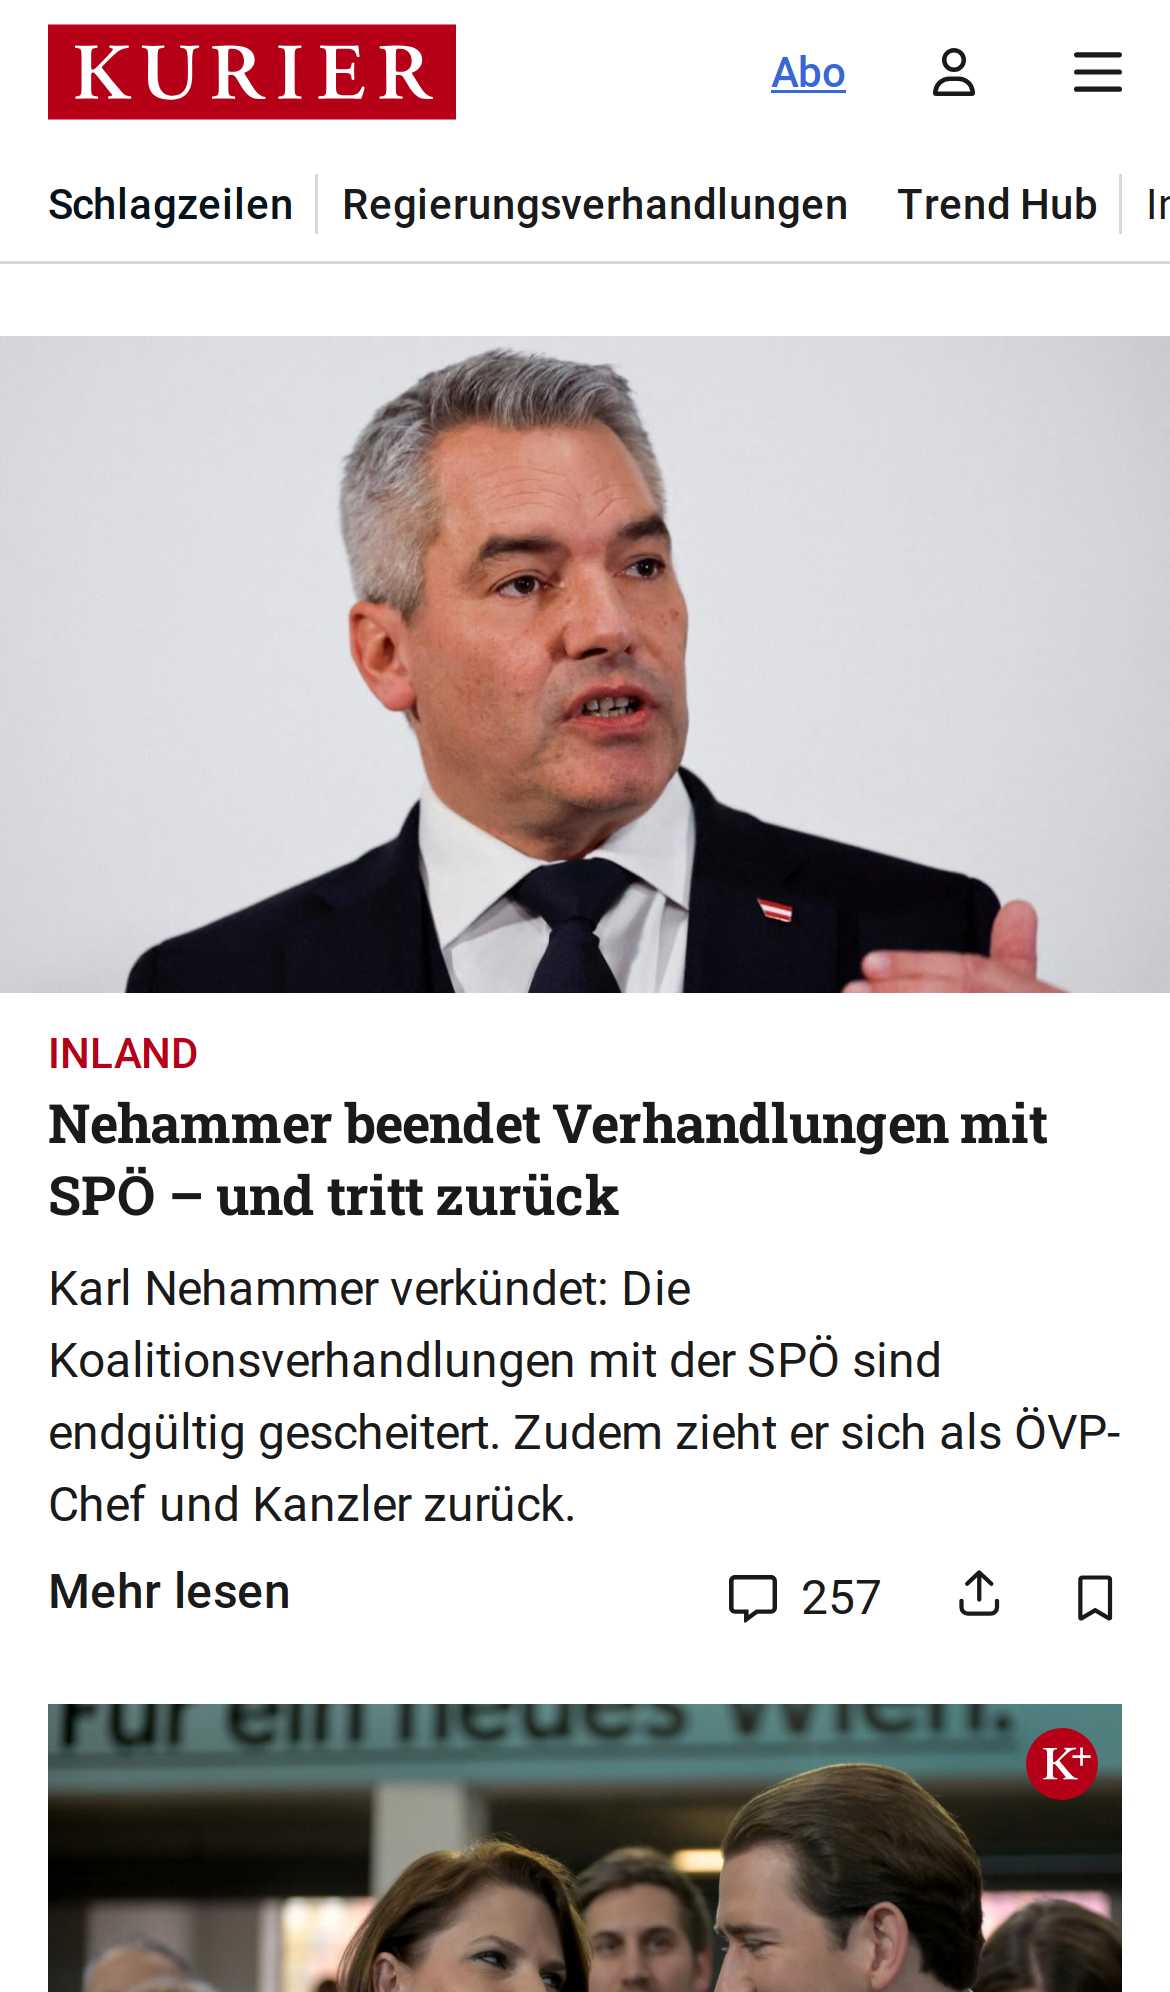 KURIER
Abo
Schlagzeilen
Regierungsverhandlungen
Trend Hub
INLAND
Nehammer beendet Verhandlungen mit
SPÖ – und tritt zurück
Karl Nehammer verkündet: Die
Koalitionsverhandlungen mit der SPÖ sind
endgültig gescheitert. Zudem zieht er sich als ÖVP-
Chef und Kanzler zurück.
Mehr lesen
257
Für ein neues Wien.
K+